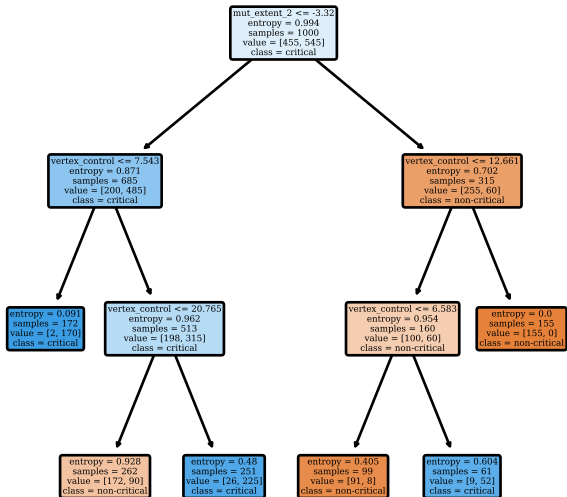 mut_extent_2 <= -3.32
entropy = 0.994
samples = 1000
value = [455, 545]
class = critical
vertex_control <= 7.543
entropy = 0.871
samples = 685
value = [200, 485]
class = critical
vertex_control <= 12.661
entropy = 0.702
samples = 315
value = [255, 60]
class = non-critical
entropy = 0.091
samples = 172
value = [2, 170]
class = critical
vertex_control <= 20.765
entropy = 0.962
samples = 513
value = [198, 315]
class = critical
vertex_control <= 6.583
entropy = 0.954
samples = 160
value = [100, 60]
class = non-critical
entropy = 0.0
samples = 155
value = [155, 0]
class = non-critical
entropy = 0.928
samples = 262
value = [172, 90]
class = non-critical
entropy = 0.48
samples = 251
value = [26, 225]
class = critical
entropy = 0.405
samples = 99
value = [91, 8]
class = non-critical
entropy = 0.604
samples = 61
value = [9, 52]
class = critical